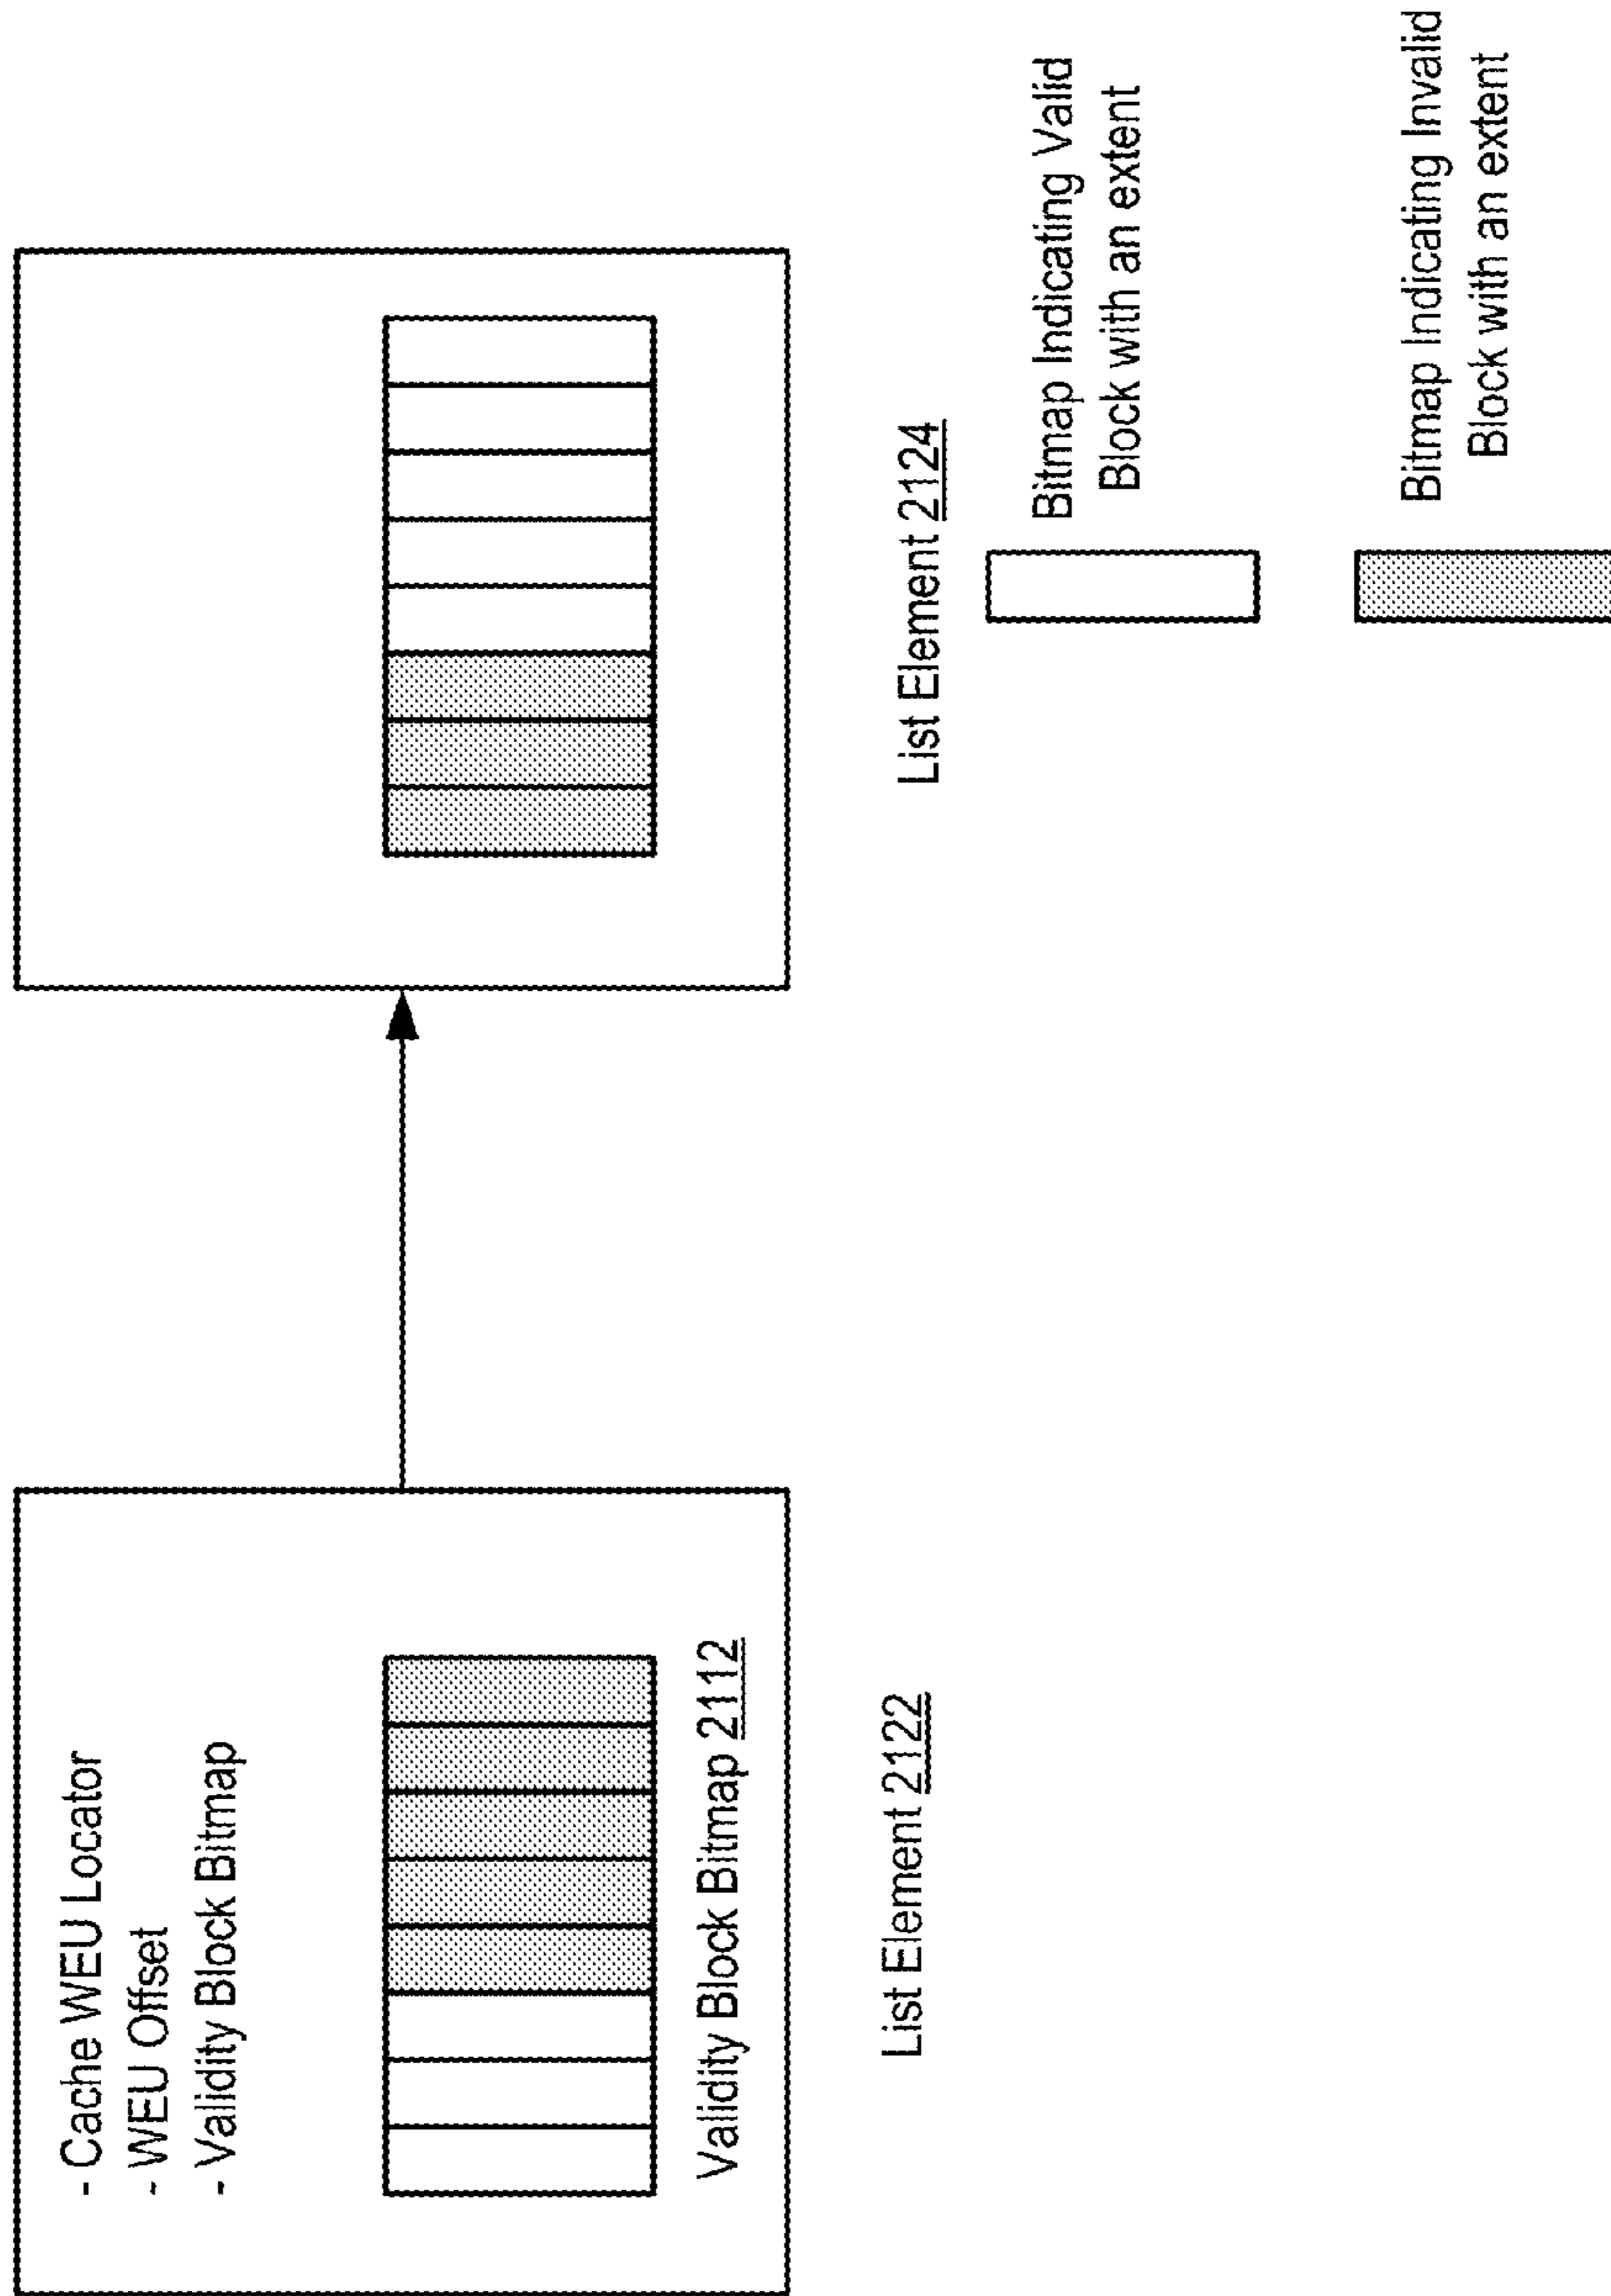 - Cache WEU Locator
- WEU Offset
- Validity Block Bitmap
Validity Block Bitmap 2112
List Element 2122
List Element 2124
Bitmap Indicating Valid
Block with an extent
Bitmap Indicating Invalid
Block with an extent